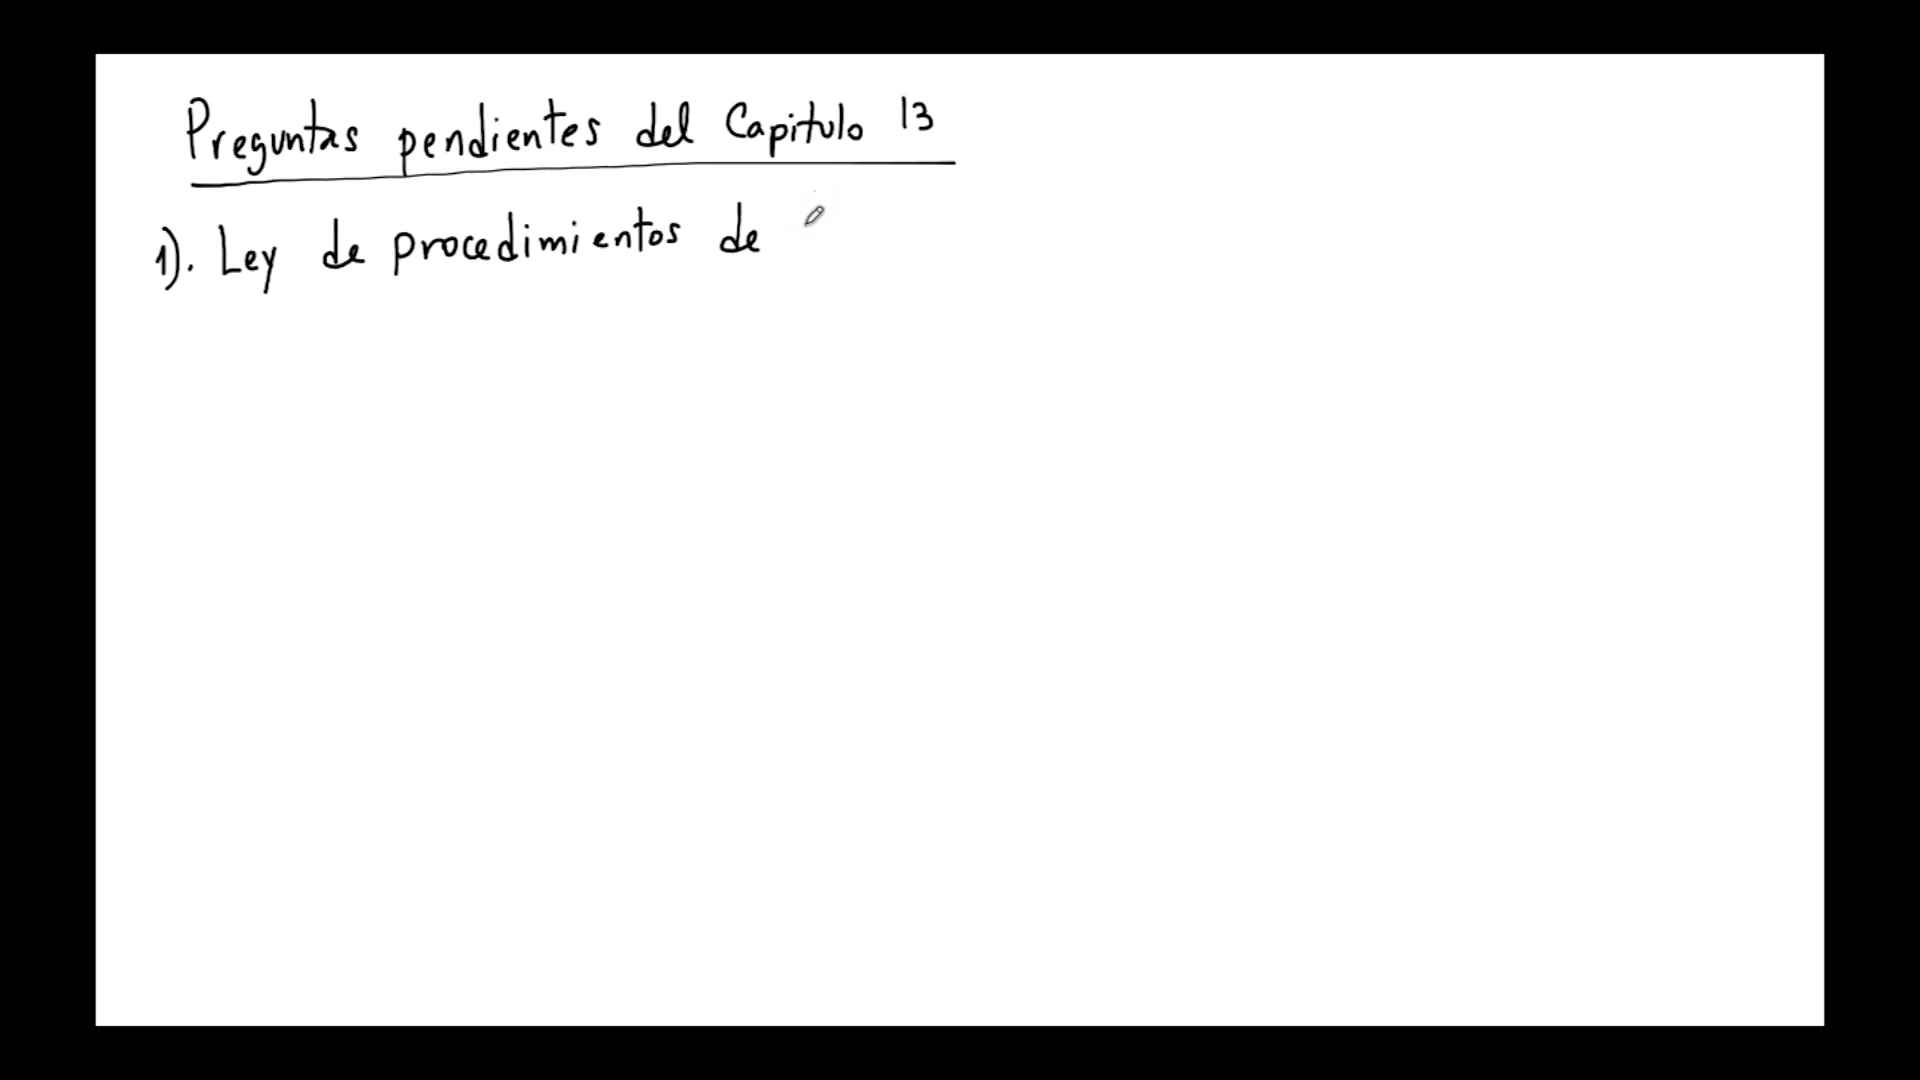 Preguntas pendientes del Capitulo 13
1). Ley de procedimientos de